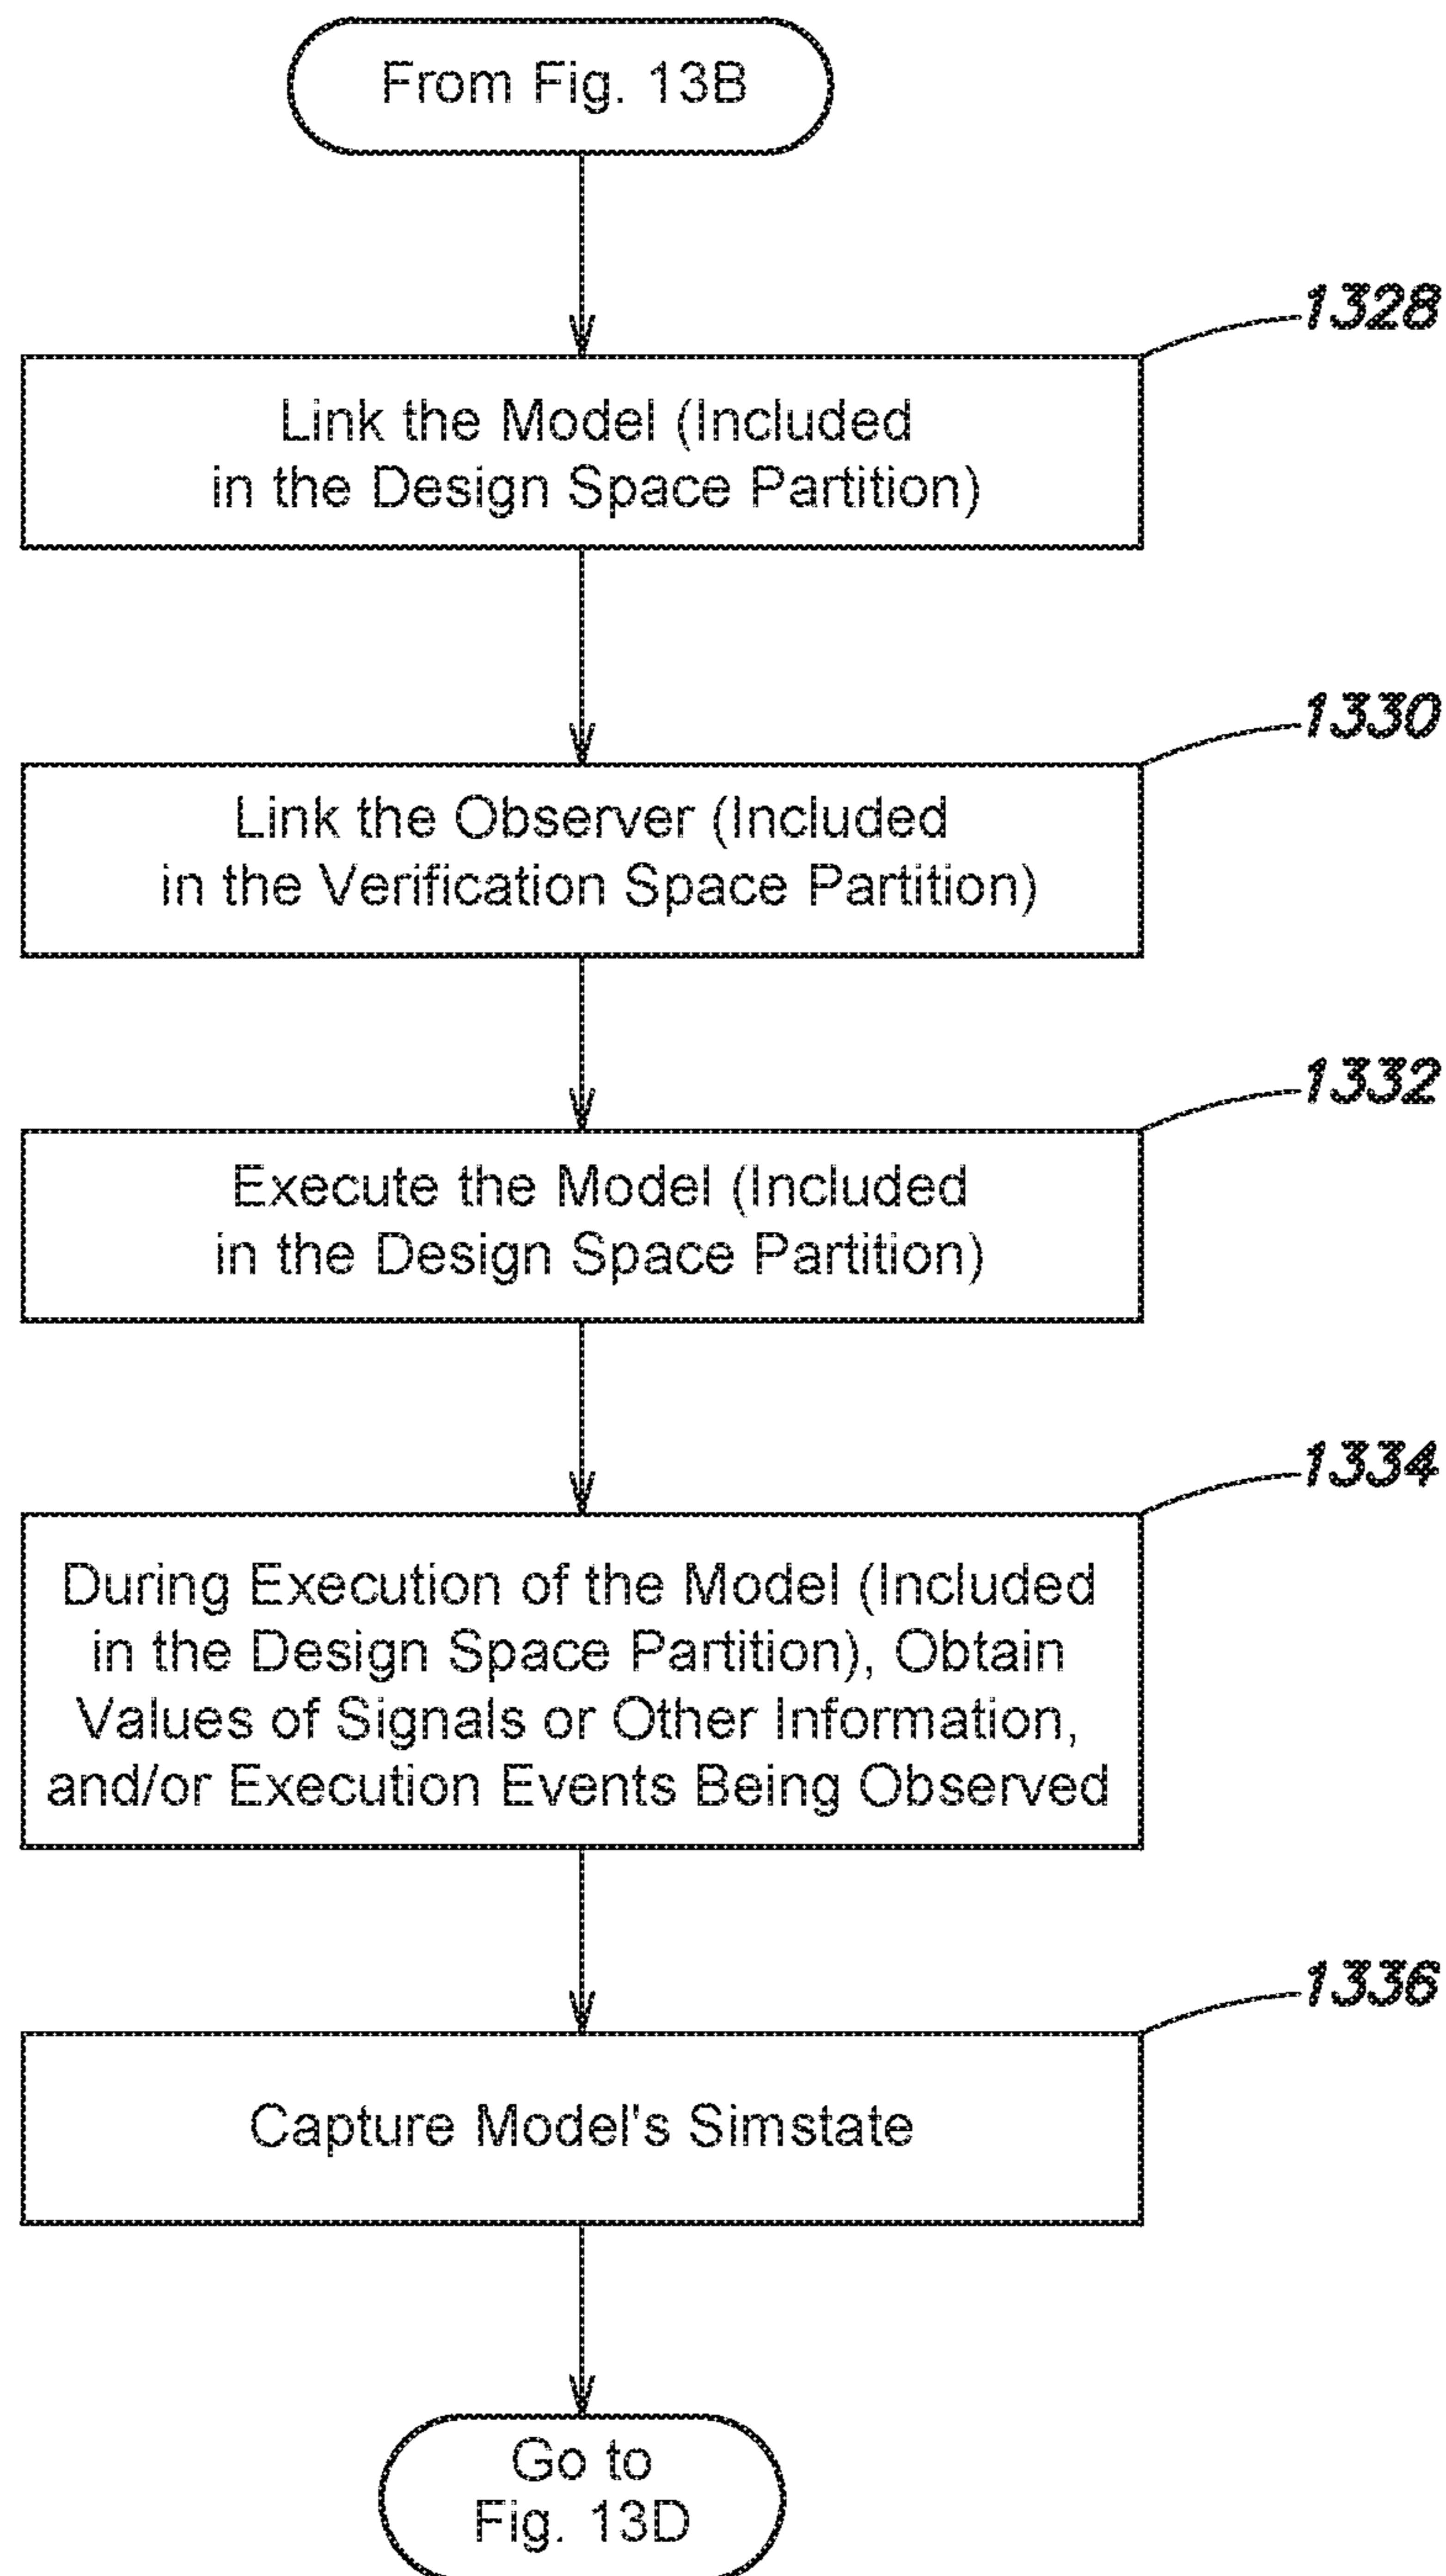 From Fig. 13B
1328
Link the Model (Included
in the Design Space Partition)
1330
Link the Observer (Included
in the Verification Space Partition)
1332
Execute the Model (Included
in the Design Space Partition)
1334
During Execution of the Model (Included
in the Design Space Partition), Obtain
Values of Signals or Other Information,
and/or Execution Events Being Observed
1336
Capture Model's Simstate
Go to
Fig. 13D